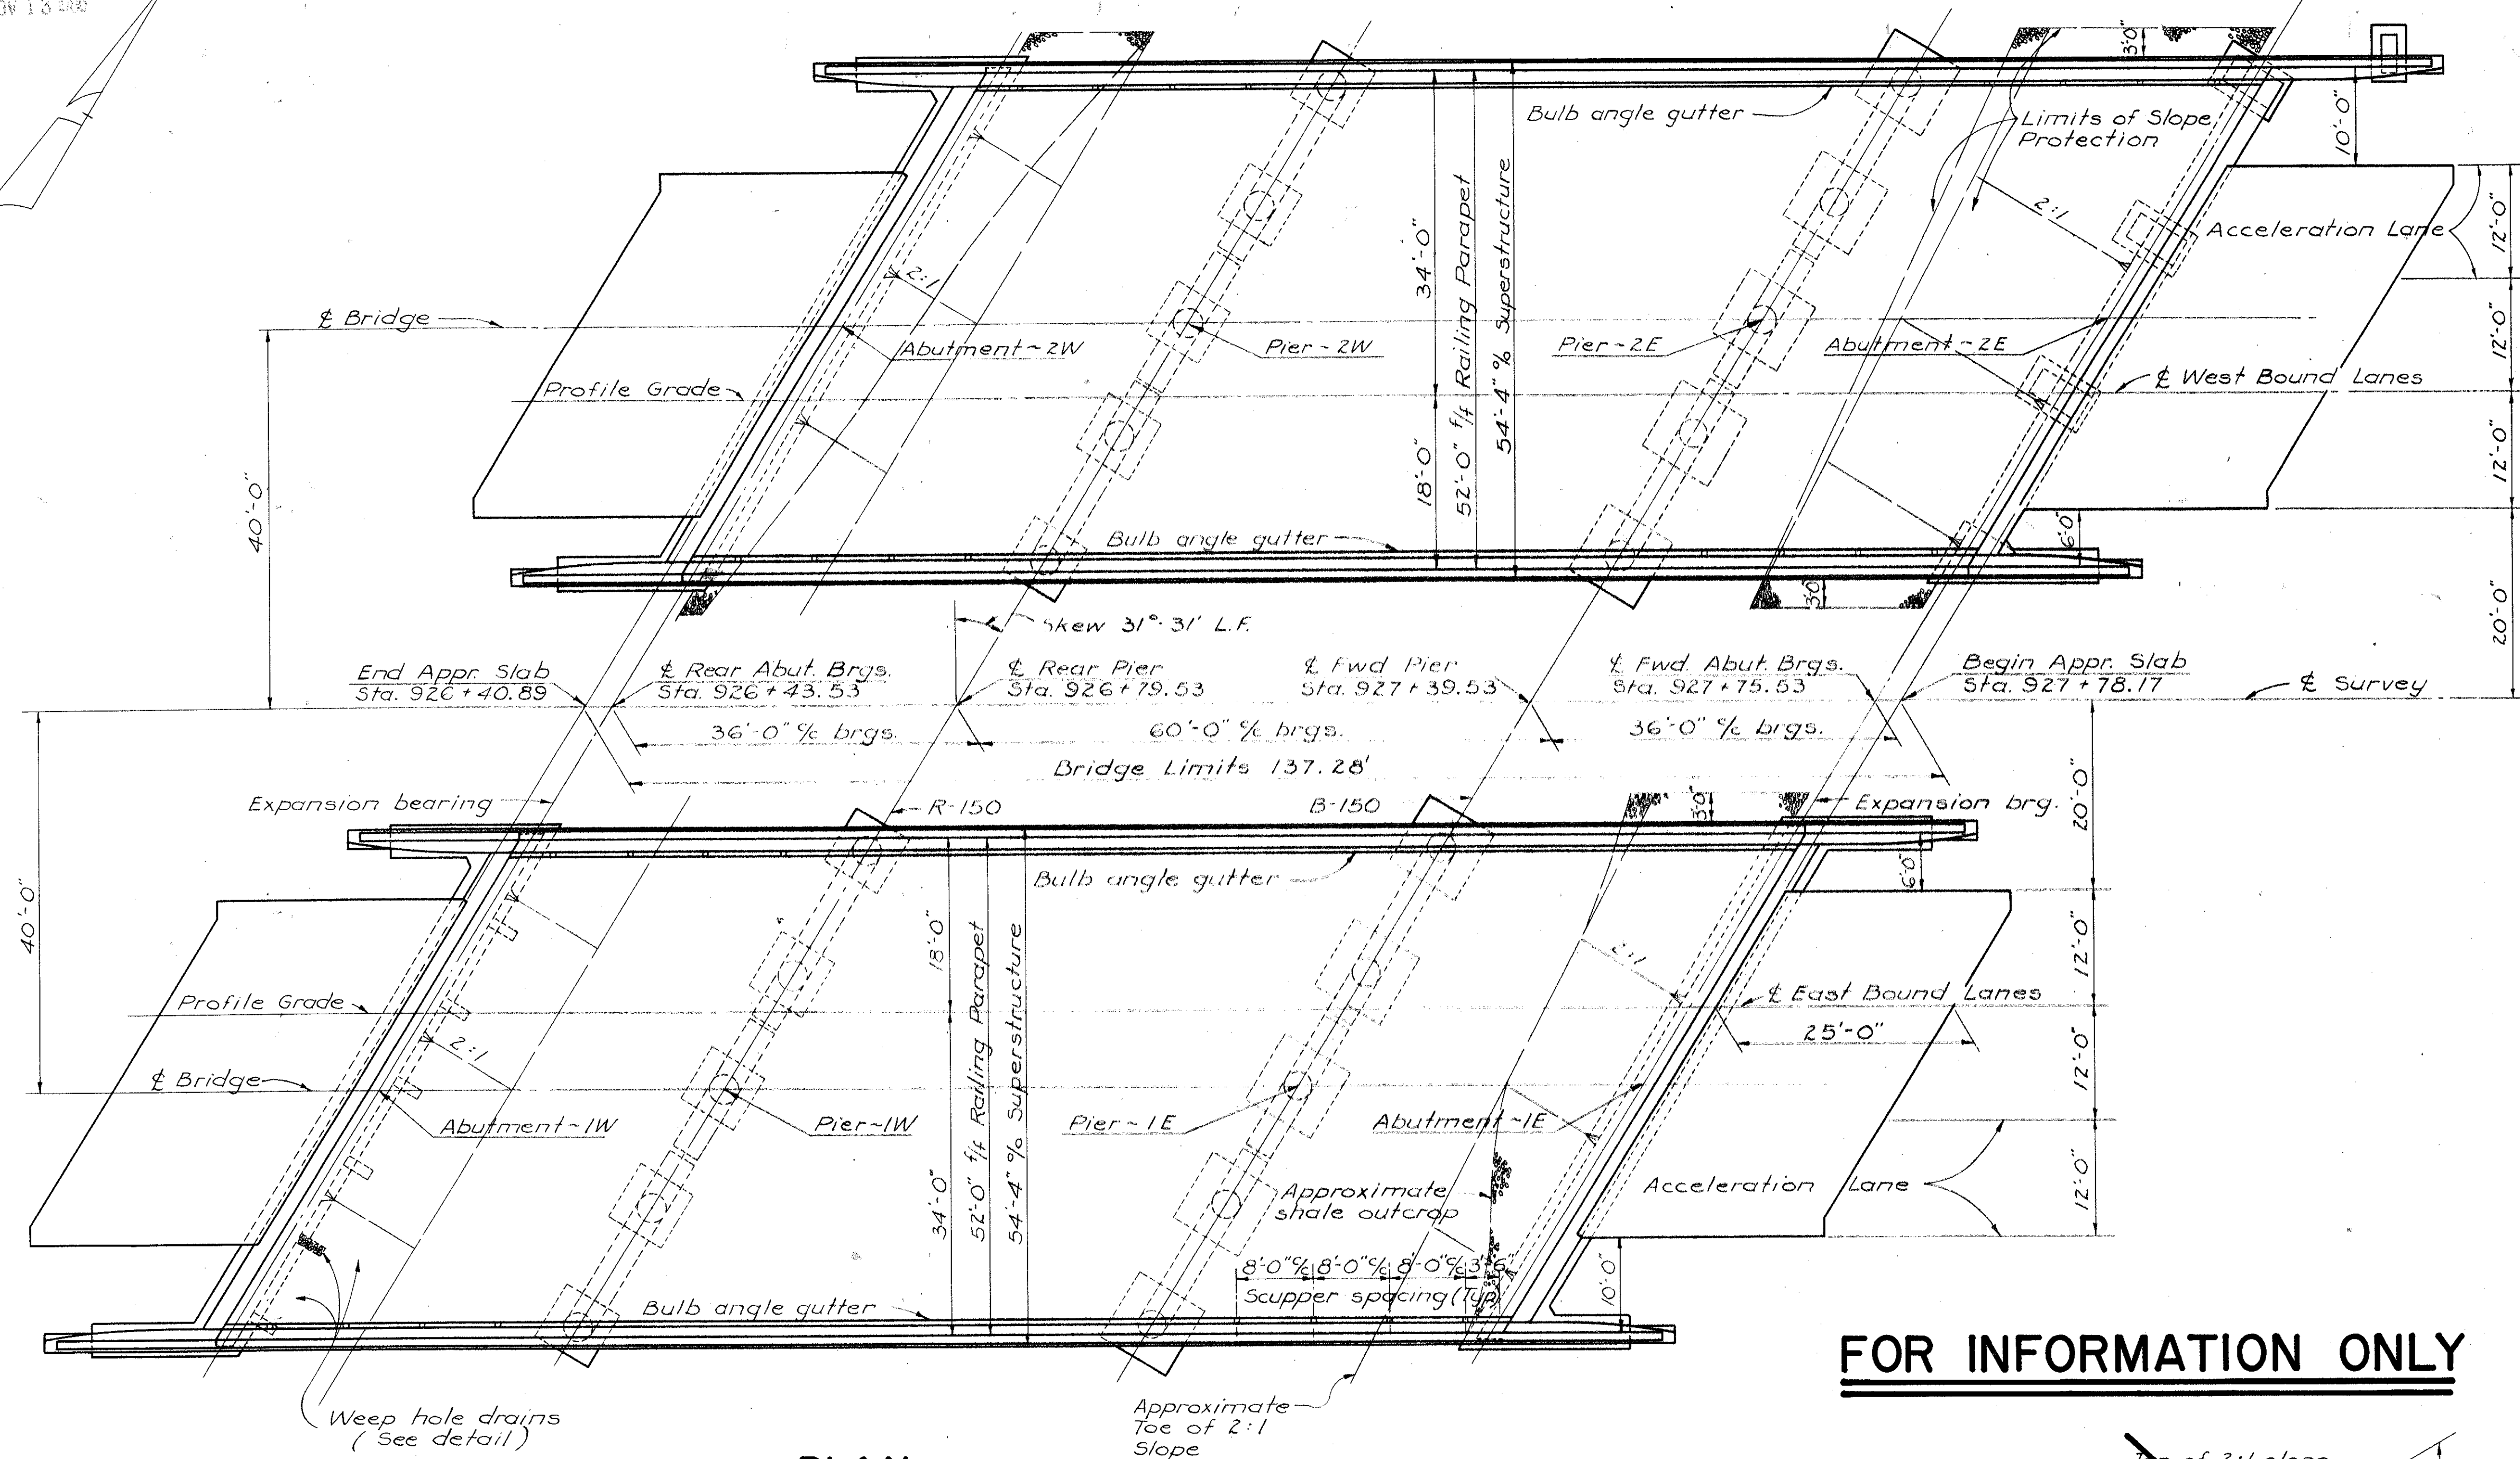 Bulb angle gutter
Limits of Slope
Protection
3'-0"
10'-0"
2:1
Acceleration Lane
12'-0"
34'-0"
52'-0" f/f Railing Parapet
54'-4" o/o Superstructure
2:1
℄ Bridge
Abutment~2W
Pier~2W
Pier~2E
Abutment~2E
12'-0"
Profile Grade
℄ West Bound Lanes
18'-0"
12'-0"
40'-0"
Bulb angle gutter
6'-0"
3'-0"
20'-0"
Skew 31°-31' L.F.
End Appr. Slab
Sta. 926+40.89
℄ Rear Abut. Brgs.
Sta. 926+43.53
℄ Rear Pier
Sta. 926+79.53
℄ Fwd Pier
Sta. 927+39.53
℄ Fwd. Abut. Brgs.
Sta. 927+75.53
Begin Appr. Slab
Sta. 927+78.17
℄ Survey
36'-0" c/c brgs.
60'-0" c/c brgs.
36'-0" c/c brgs.
Bridge Limits 137.28'
Expansion bearing
R-150
B-150
3'-0"
Expansion brg.
20'-0"
Bulb angle gutter
6'-0"
40'-0"
18'-0"
52'-0" f/f Railing Parapet
54'-4" o/o Superstructure
2:1
12'-0"
Profile Grade
℄ East Bound Lanes
25'-0"
2:1
12'-0"
℄ Bridge
Abutment~1W
Pier~1W
Pier~1E
Abutment~1E
34'-0"
Approximate
shale outcrop
Acceleration Lane
12'-0"
8'-0" c/c 8'-0" c/c 8'-0" c/c 3'-6"
Scupper spacing (Typ)
10'-0"
Bulb angle gutter
FOR INFORMATION ONLY
Weep hole drains
(See detail)
Approximate
Toe of 2:1
Slope
of 2:1 slope